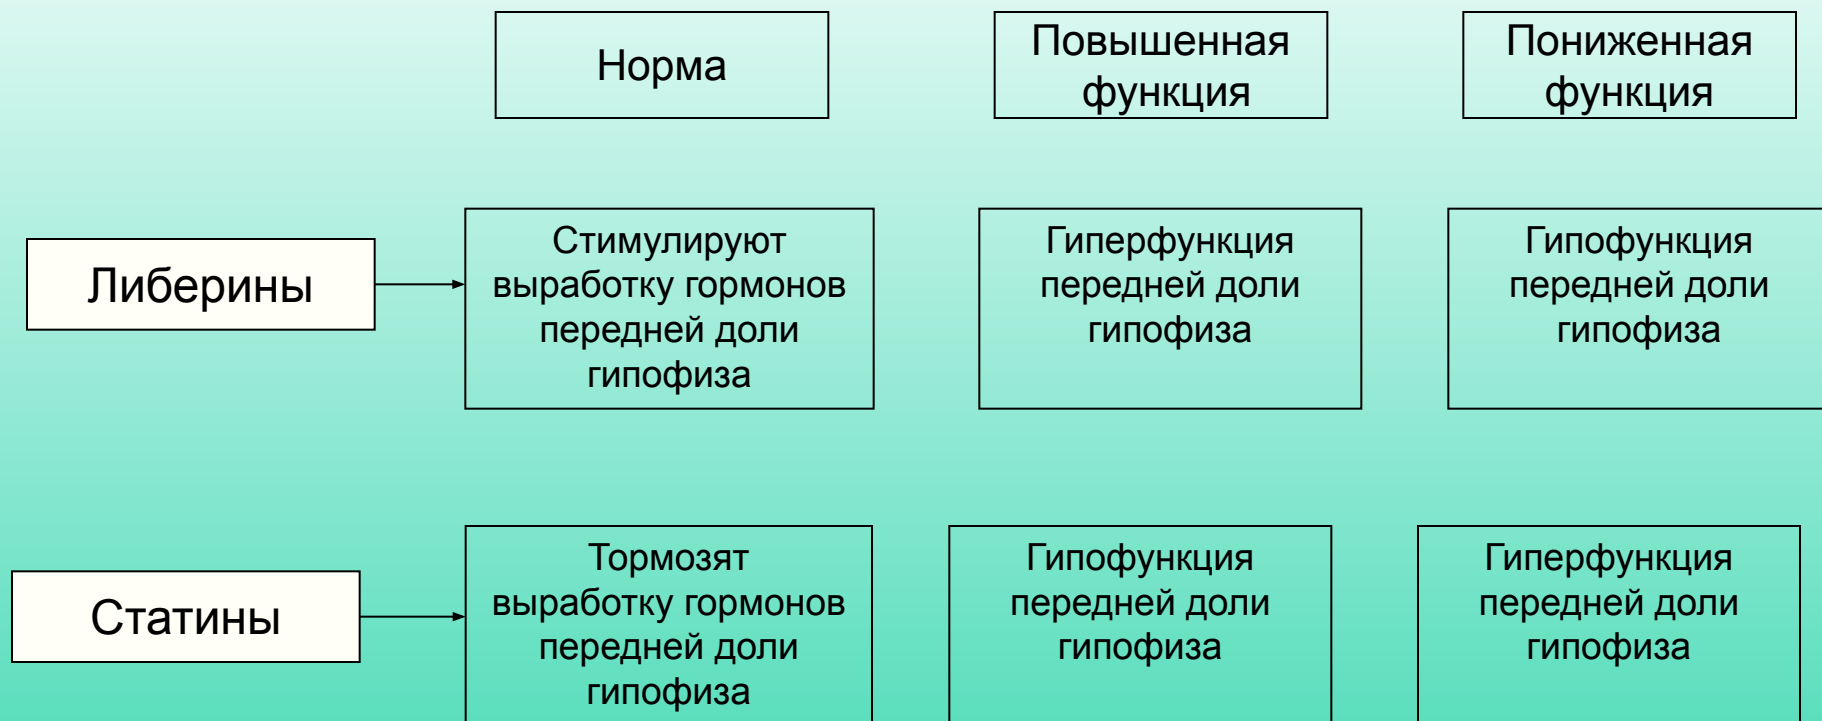 Норма
Повышенная
функция
Пониженная
функция
Либерины
Стимулируют
выработку гормонов
передней доли
гипофиза
Гиперфункция
передней доли
гипофиза
Гипофункция
передней доли
гипофиза
Статины
Тормозят
выработку гормонов
передней доли
гипофиза
Гипофункция
передней доли
гипофиза
Гиперфункция
передней доли
гипофиза